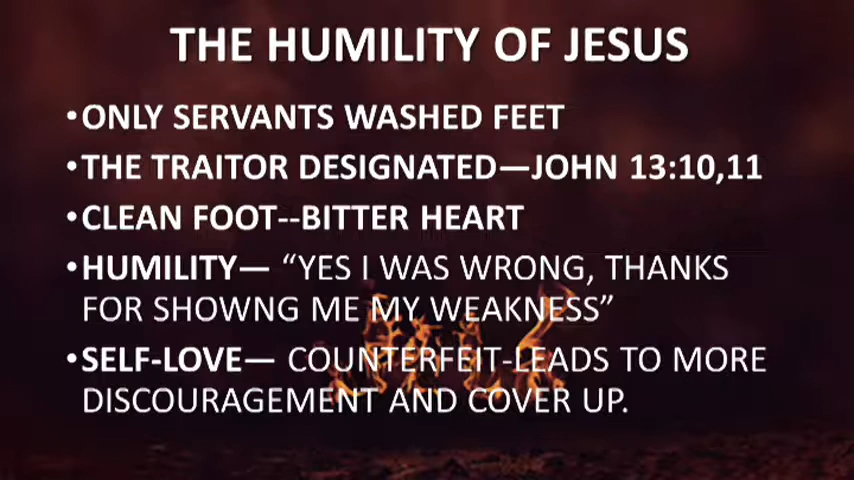 THE HUMILITY OF JESUS
•ONLY SERVANTS WASHED FEET
•THE TRAITOR DESIGNATED—JOHN 13:10,11
•CLEAN FOOT--BITTER HEART
•HUMILITY— “YES I WAS WRONG, THANKS
FOR SHOWNG ME MY WEAKNESS”
•SELF-LOVE— COUNTERFEIT-LEADS TO MORE
DISCOURAGEMENT AND COVER UP.